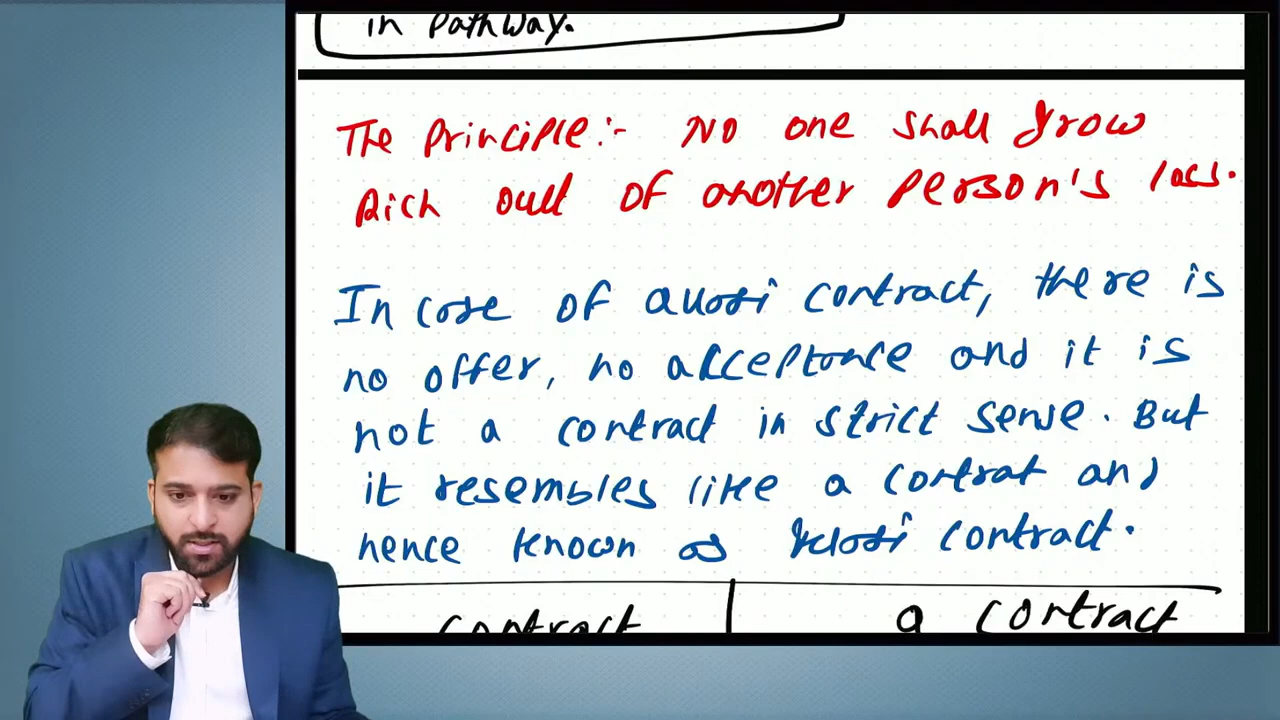 in Pathway.
The Principle:- No one shall grow
Rich out of another person's loss.
In case of Quasi contract, there is
no offer, no acceptance and it is
not a contract in strict sense. But
it resembles like a contrat and
hence known as Quasi contract.
contract a contract